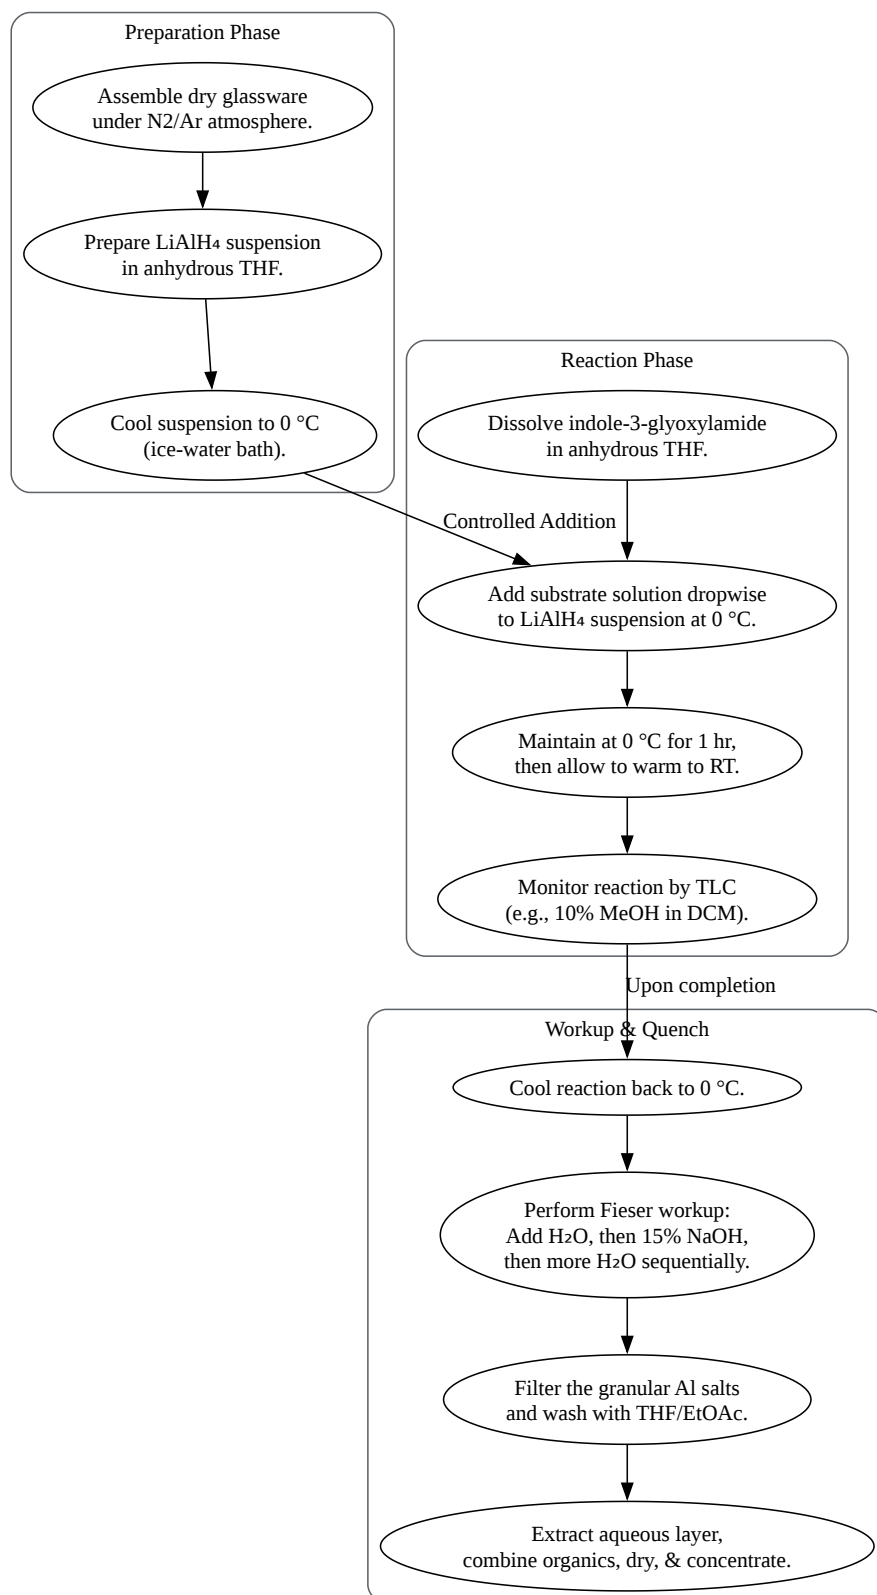 Preparation Phase
Assemble dry glassware
under N2/Ar atmosphere.
Prepare LiAlH₄ suspension
in anhydrous THF.
Cool suspension to 0 °C
(ice-water bath).
Reaction Phase
Dissolve indole-3-glyoxylamide
in anhydrous THF.
Controlled Addition
Add substrate solution dropwise
to LiAlH₄ suspension at 0 °C.
Maintain at 0 °C for 1 hr,
then allow to warm to RT.
Monitor reaction by TLC
(e.g., 10% MeOH in DCM).
Upon completion
Workup & Quench
Cool reaction back to 0 °C.
Perform Fieser workup:
Add H₂O, then 15% NaOH,
then more H₂O sequentially.
Filter the granular Al salts
and wash with THF/EtOAc.
Extract aqueous layer,
combine organics, dry, & concentrate.